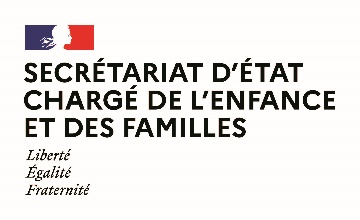 SECRÉTARIAT D'ÉTAT
CHARGÉ DE L'ENFANCE
ET DES FAMILLES
Liberté
Égalité
Fraternité